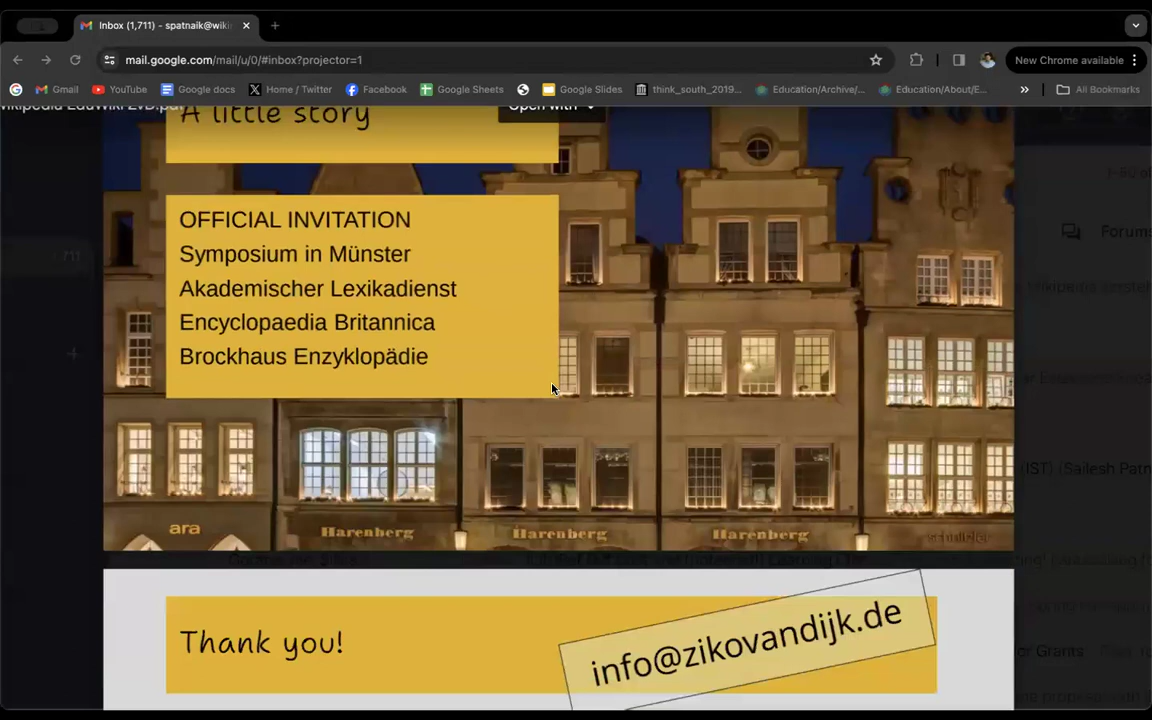 Inbox (1,711) - spatnaik@wiki
mail.google.com/mail/u/0/#inbox?projector=1
New Chrome available
Gmail
YouTube
Google docs
Home / Twitter
Facebook
Google Sheets
Google Slides
think_south_2019...
Education/Archive/...
Education/About/E...
All Bookmarks
Open with
A little story
OFFICIAL INVITATION
Symposium in Münster
Akademischer Lexikadienst
Encyclopaedia Britannica
Brockhaus Enzyklopädie
Forums
ara
Harenberg
Harenberg
Harenberg
Thank you!
info@zikovandijk.de
or Grants